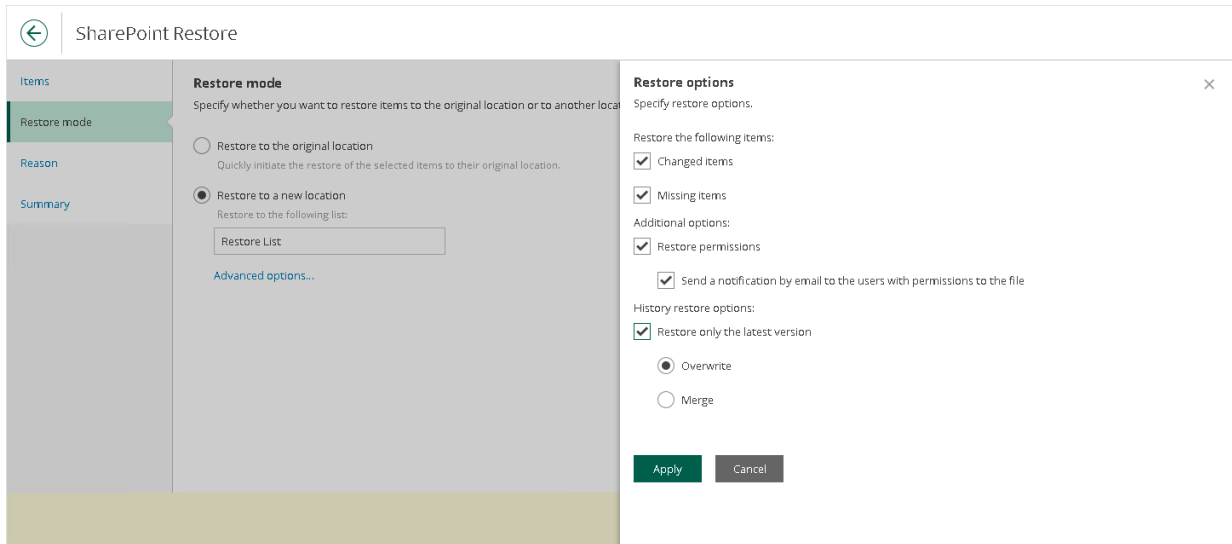 SharePoint Restore
Items
Restore mode
Reason
Summary
Restore mode
Specify whether you want to restore items to the original location or to another locat
Restore to the original location
Quickly initiate the restore of the selected items to their original location.
Restore to a new location
Restore to the following list:
Restore List
Advanced options...
Restore options
Specify restore options.
Restore the following items:
Changed items
Missing items
Additional options:
Restore permissions
Send a notification by email to the users with permissions to the file
History restore options:
Restore only the latest version
Overwrite
Merge
Apply
Cancel